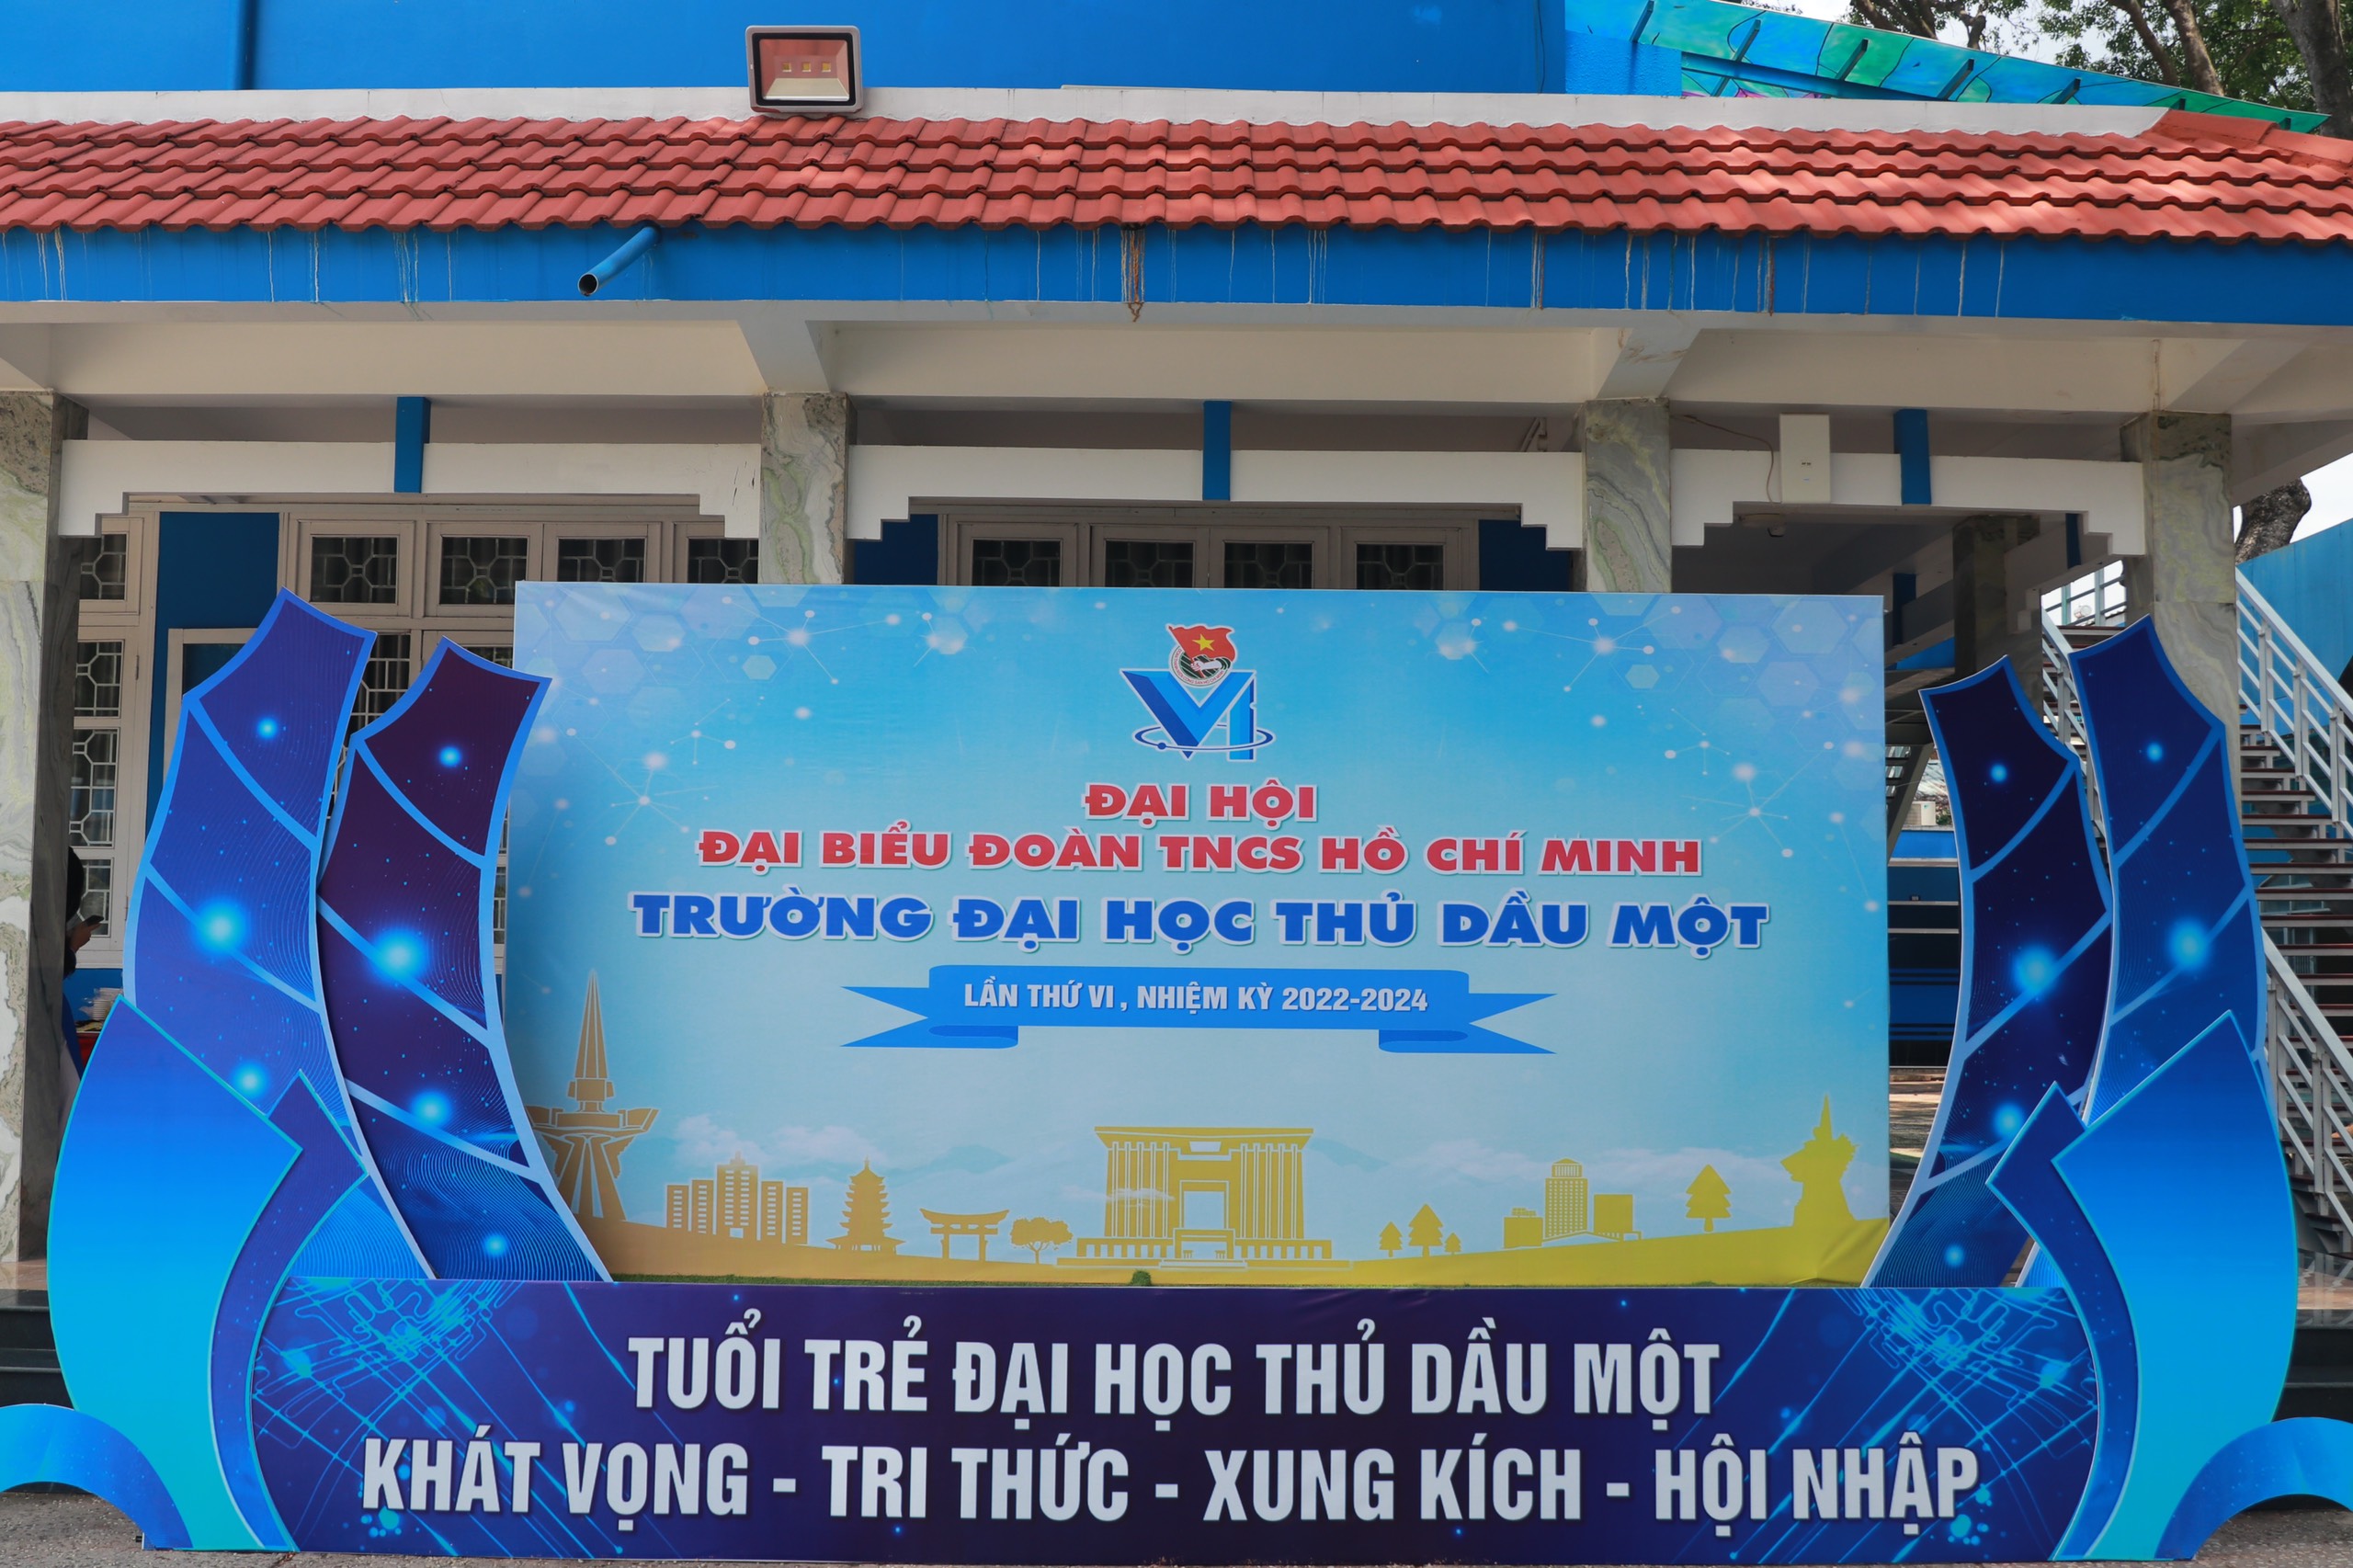 VI
ĐẠI HỘI
ĐẠI BIỂU ĐOÀN TNCS HỒ CHÍ MINH
TRƯỜNG ĐẠI HỌC THỦ DẦU MỘT
LẦN THỨ VI , NHIỆM KỲ 2022-2024
TUỔI TRẺ ĐẠI HỌC THỦ DẦU MỘT
KHÁT VỌNG - TRI THỨC - XUNG KÍCH - HỘI NHẬP